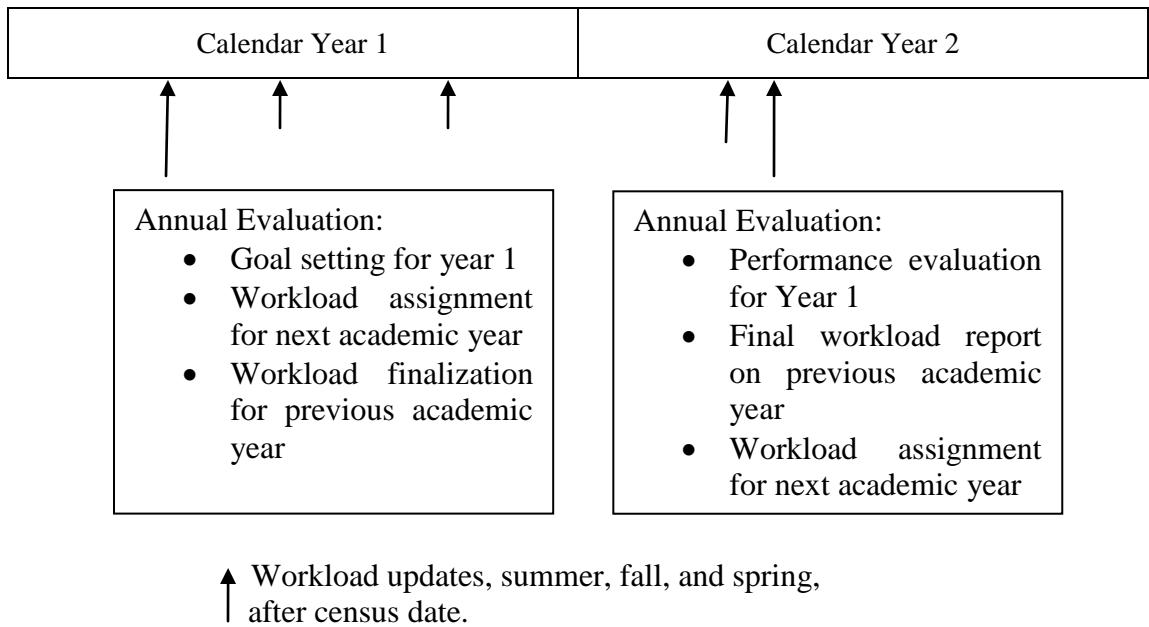 Calendar Year 1
Calendar Year 2
Annual Evaluation:
• Goal setting for year 1
• Workload assignment
for next academic year
• Workload finalization
for previous academic
year
Annual Evaluation:
• Performance evaluation
for Year 1
• Final workload report
on previous academic
year
• Workload assignment
for next academic year
Workload updates, summer, fall, and spring,
after census date.